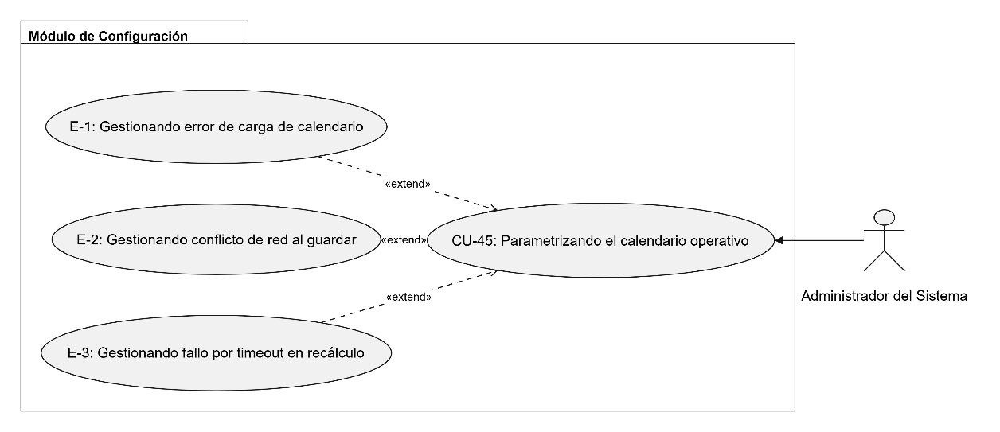 Módulo de Configuración
E-1: Gestionando error de carga de calendario
«extend»
E-2: Gestionando conflicto de red al guardar
«extend»
CU-45: Parametrizando el calendario operativo
«extend»
E-3: Gestionando fallo por timeout en recálculo
Administrador del Sistema